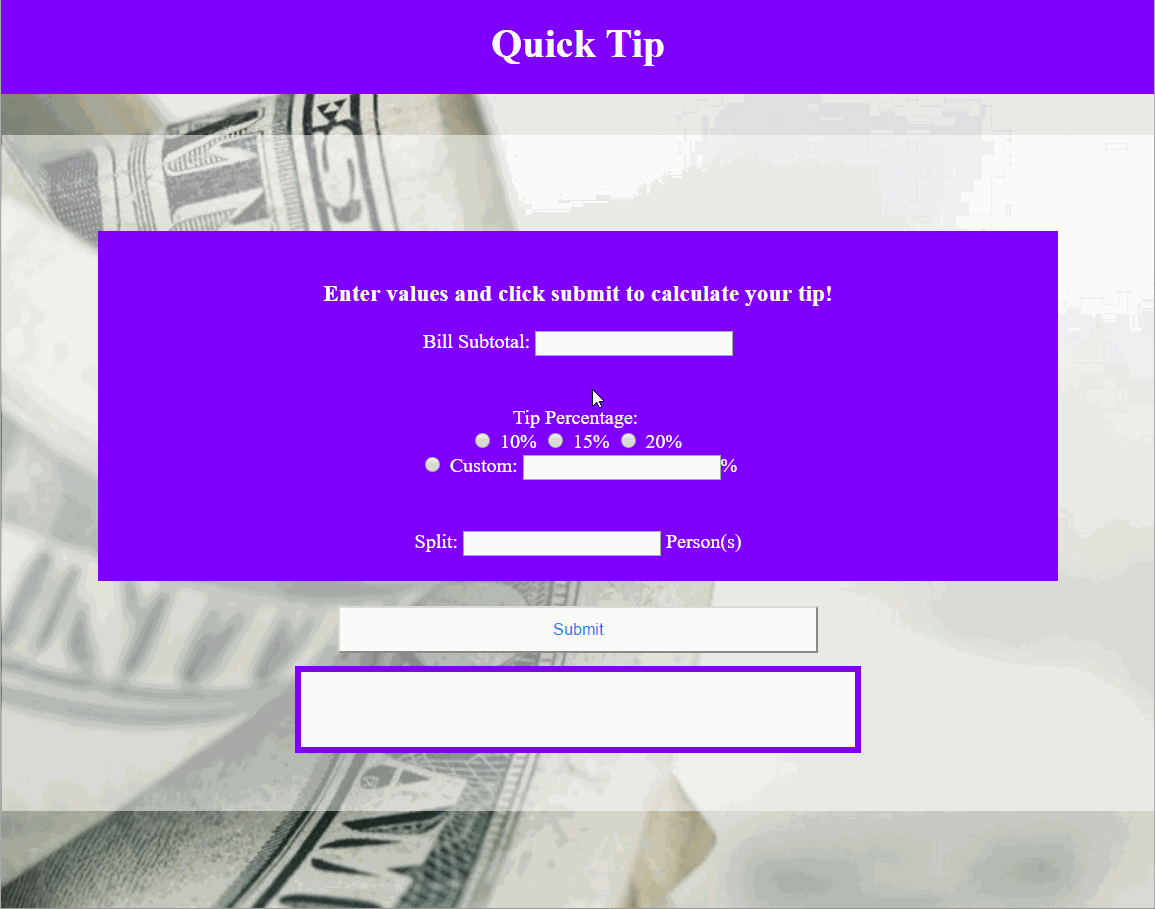 Quick Tip
Enter values and click submit to calculate your tip!
Bill Subtotal:
Tip Percentage:
10% 15% 20%
Custom: %
Split: Person(s)
Submit